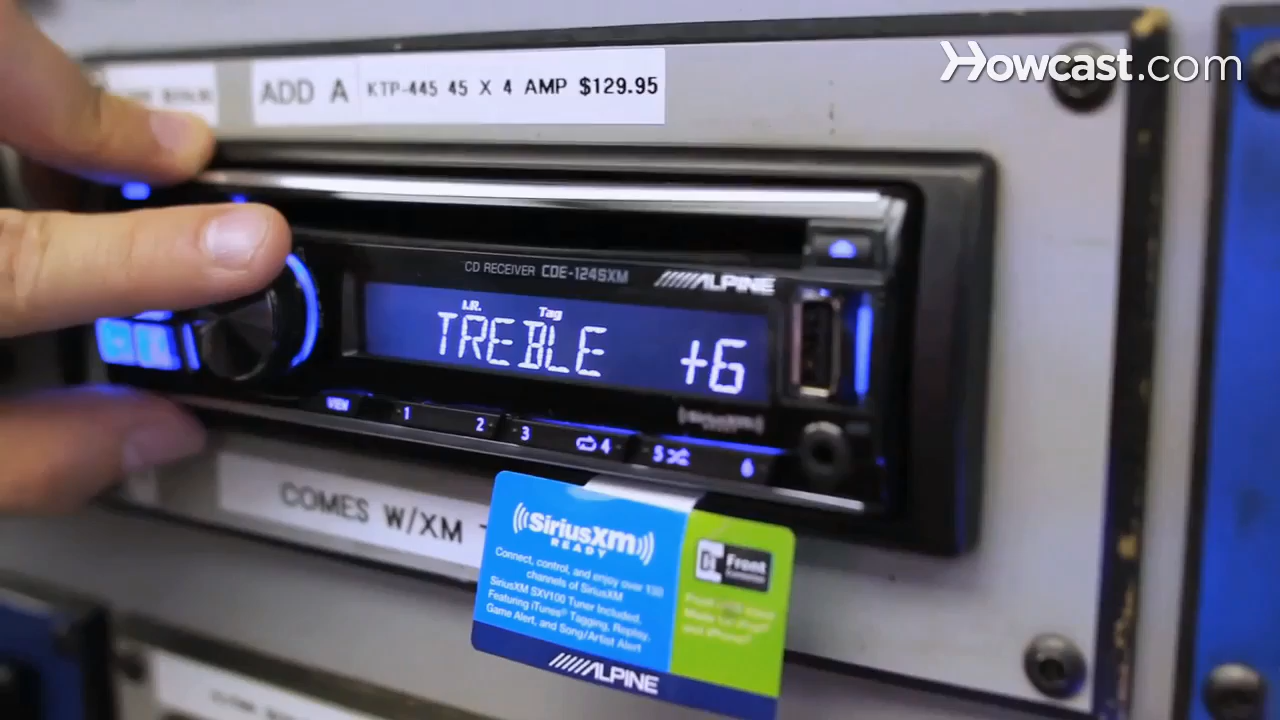 Howcast.com
ADD A KTP-445 45 X 4 AMP $129.95
CD RECEIVER CDE-124SXM ALPINE
I.R. Tag
TREBLE +6
SiriusXM
VIEW 1 2 3 4 5 6
COMES W/XM
SiriusXM
READY
Connect, control, and enjoy over 130
channels of SiriusXM
SiriusXM SXV100 Tuner Included,
Featuring iTunes® Tagging, Replay,
Game Alert, and Song/Artist Alert
ALPINE
Front